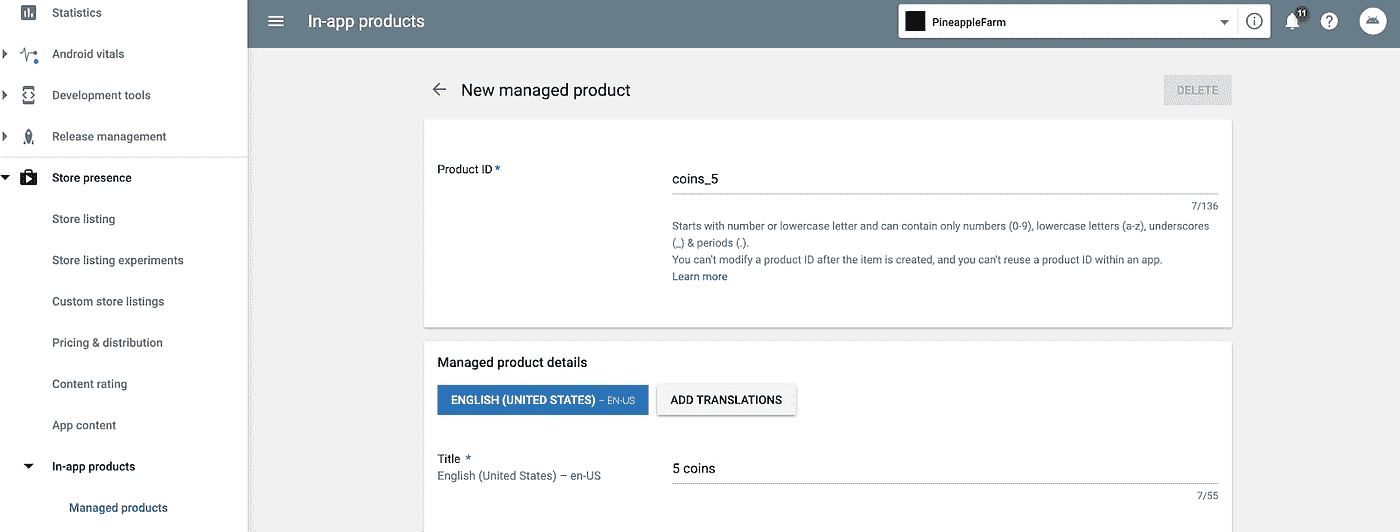 Statistics
Android vitals
Development tools
Release management
Store presence
Store listing
Store listing experiments
Custom store listings
Pricing & distribution
Content rating
App content
In-app products
Managed products
In-app products
PineappleFarm
11
New managed product
DELETE
Product ID *
coins_5
7/136
Starts with number or lowercase letter and can contain only numbers (0-9), lowercase letters (a-z), underscores
(_) & periods (.).
You can't modify a product ID after the item is created, and you can't reuse a product ID within an app.
Learn more
Managed product details
ENGLISH (UNITED STATES) – EN-US
ADD TRANSLATIONS
Title *
English (United States) – en-US
5 coins
7/55